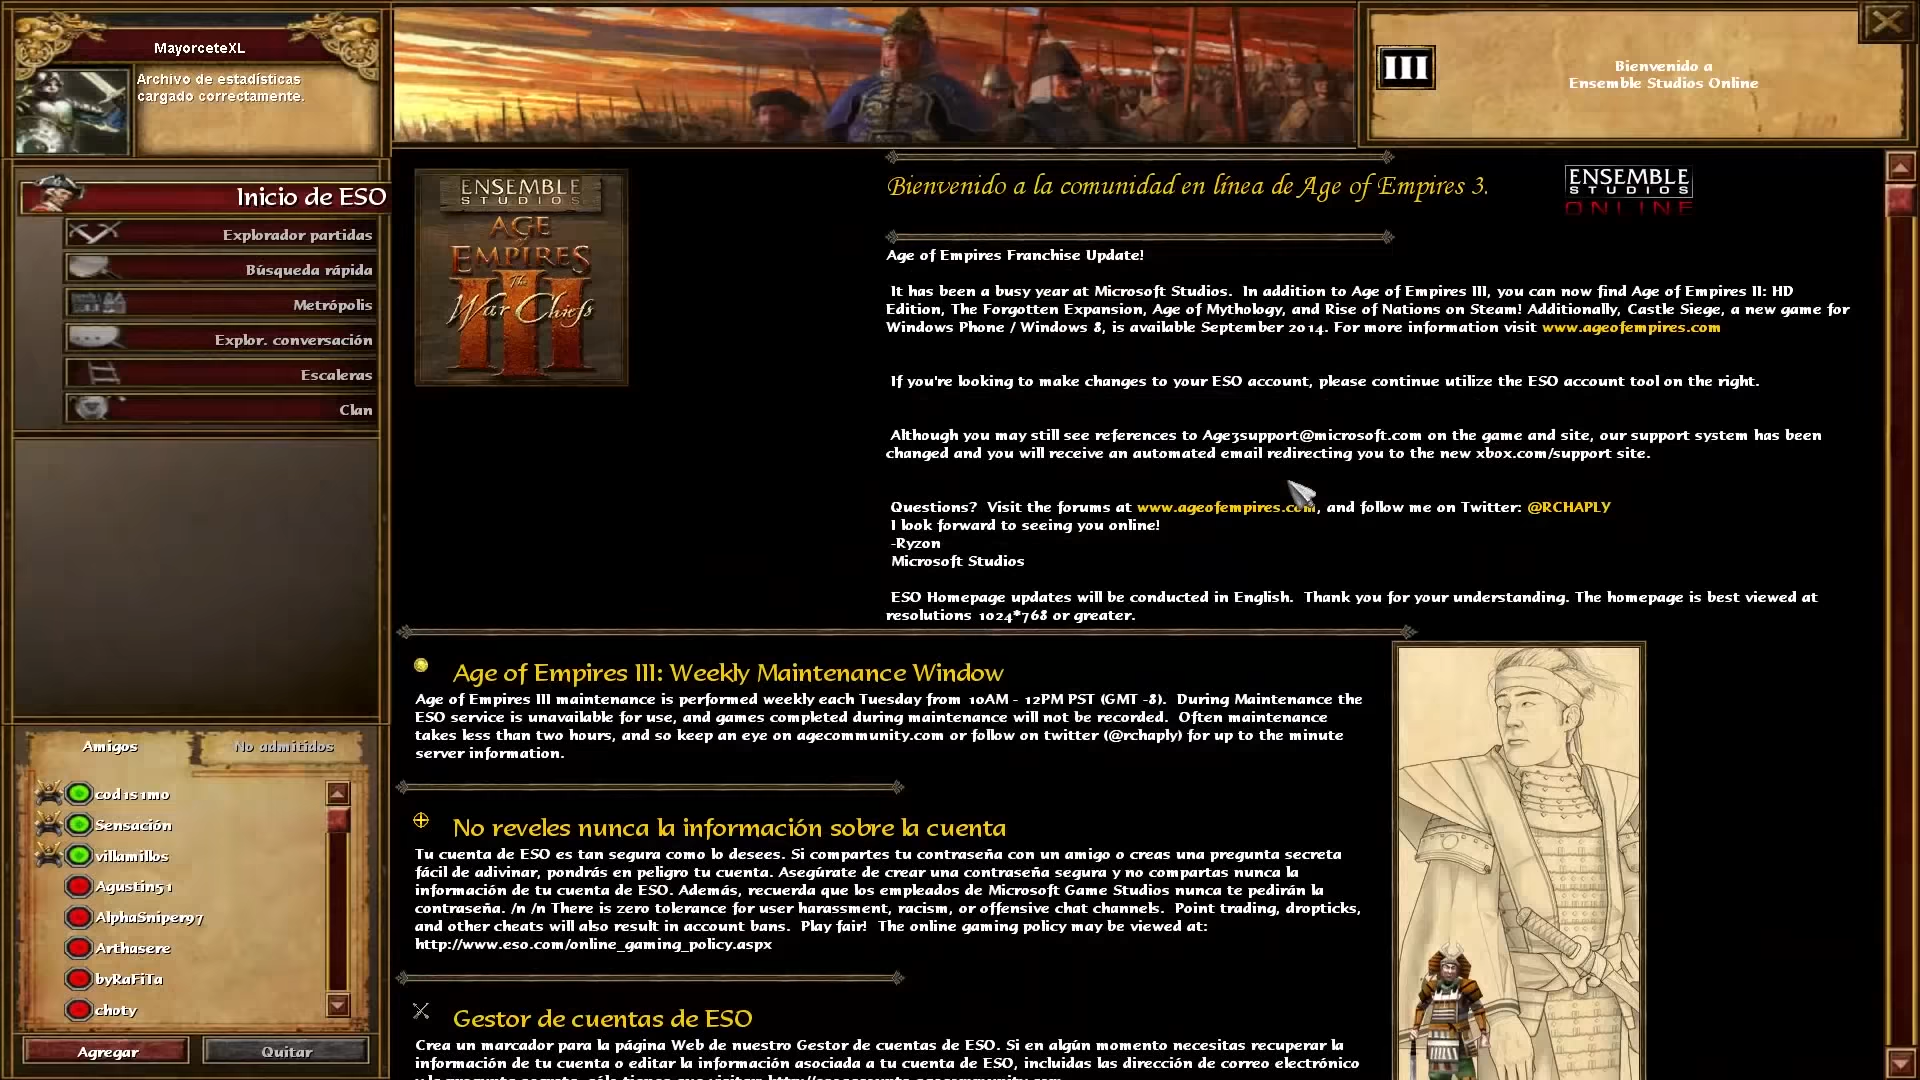 MayorceteXL
Archivo de estadísticas
cargado correctamente.
III
Bienvenido a
Ensemble Studios Online
Inicio de ESO
Explorador partidas
Búsqueda rápida
Metrópolis
Explor. conversación
Escaleras
Clan
ENSEMBLE
STUDIOS
AGE
OF
EMPIRES
III
The
War Chiefs
Bienvenido a la comunidad en línea de Age of Empires 3.
ENSEMBLE
STUDIOS
ONLINE
Age of Empires Franchise Update!
It has been a busy year at Microsoft Studios. In addition to Age of Empires III, you can now find Age of Empires II: HD
Edition, The Forgotten Expansion, Age of Mythology, and Rise of Nations on Steam! Additionally, Castle Siege, a new game for
Windows Phone / Windows 8, is available September 2014. For more information visit www.ageofempires.com
If you're looking to make changes to your ESO account, please continue utilize the ESO account tool on the right.
Although you may still see references to Age3support@microsoft.com on the game and site, our support system has been
changed and you will receive an automated email redirecting you to the new xbox.com/support site.
Questions? Visit the forums at www.ageofempires.com, and follow me on Twitter: @RCHAPLY
I look forward to seeing you online!
-Ryzon
Microsoft Studios
ESO Homepage updates will be conducted in English. Thank you for your understanding. The homepage is best viewed at
resolutions 1024*768 or greater.
Age of Empires III: Weekly Maintenance Window
Age of Empires III maintenance is performed weekly each Tuesday from 10AM - 12PM PST (GMT -8). During Maintenance the
ESO service is unavailable for use, and games completed during maintenance will not be recorded. Often maintenance
takes less than two hours, and so keep an eye on agecommunity.com or follow on twitter (@rchaply) for up to the minute
server information.
No reveles nunca la información sobre la cuenta
Tu cuenta de ESO es tan segura como lo desees. Si compartes tu contraseña con un amigo o creas una pregunta secreta
fácil de adivinar, pondrás en peligro tu cuenta. Asegúrate de crear una contraseña segura y no compartas nunca la
información de tu cuenta de ESO. Además, recuerda que los empleados de Microsoft Game Studios nunca te pedirán la
contraseña. /n /n There is zero tolerance for user harassment, racism, or offensive chat channels. Point trading, dropticks,
and other cheats will also result in account bans. Play fair! The online gaming policy may be viewed at:
http://www.eso.com/online_gaming_policy.aspx
Gestor de cuentas de ESO
Crea un marcador para la página Web de nuestro Gestor de cuentas de ESO. Si en algún momento necesitas recuperar la
información de tu cuenta o editar la información asociada a tu cuenta de ESO, incluidas las dirección de correo electrónico
Amigos
No admitidos
cod1s1mo
Sensación
villamillos
Agustin51
AlphaSniper97
Arthasere
byRaFiTa
choty
Agregar
Quitar